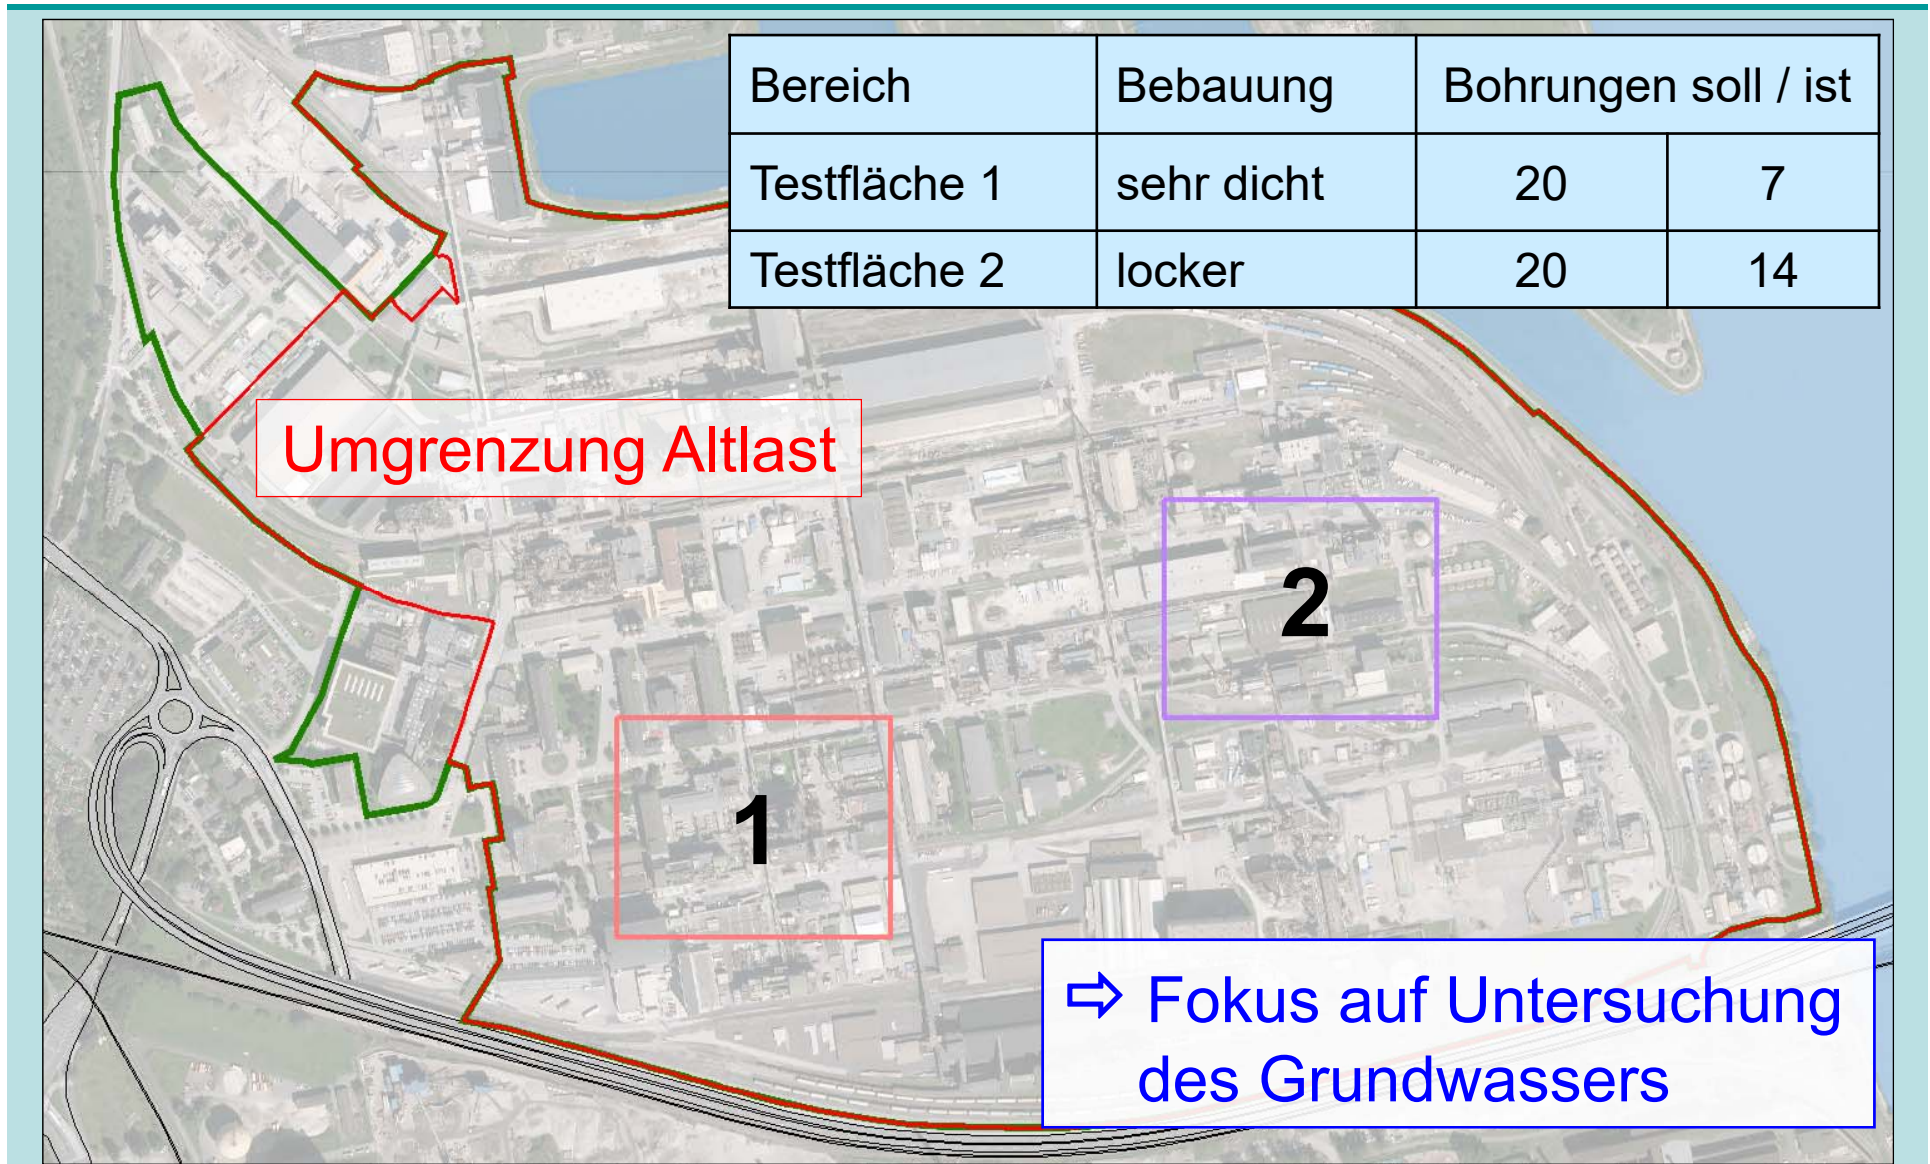 Bereich Bebauung Bohrungen soll / ist
Testfläche 1 sehr dicht 20 7
Testfläche 2 locker 20 14
Umgrenzung Altlast
2
1
⇨ Fokus auf Untersuchung
des Grundwassers